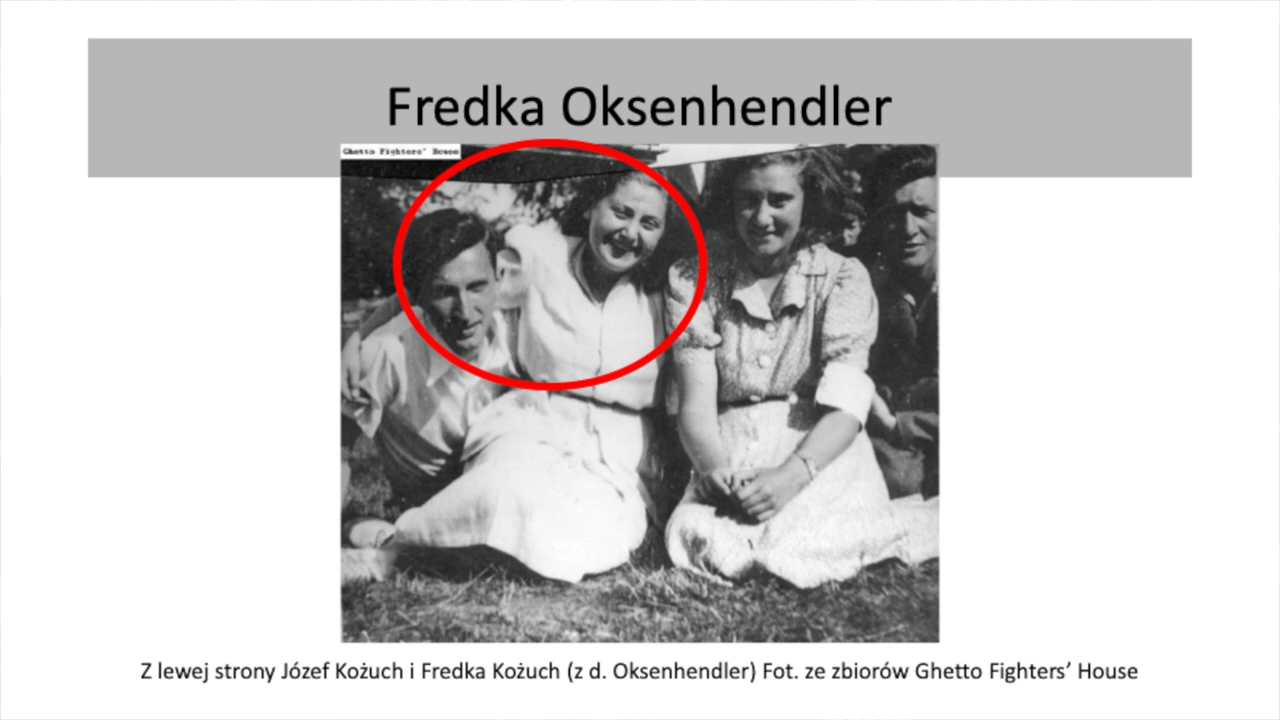 Fredka Oksenhendler
Ghetto Fighters' House
Z lewej strony Józef Kożuch i Fredka Kożuch (z d. Oksenhendler) Fot. ze zbiorów Ghetto Fighters’ House